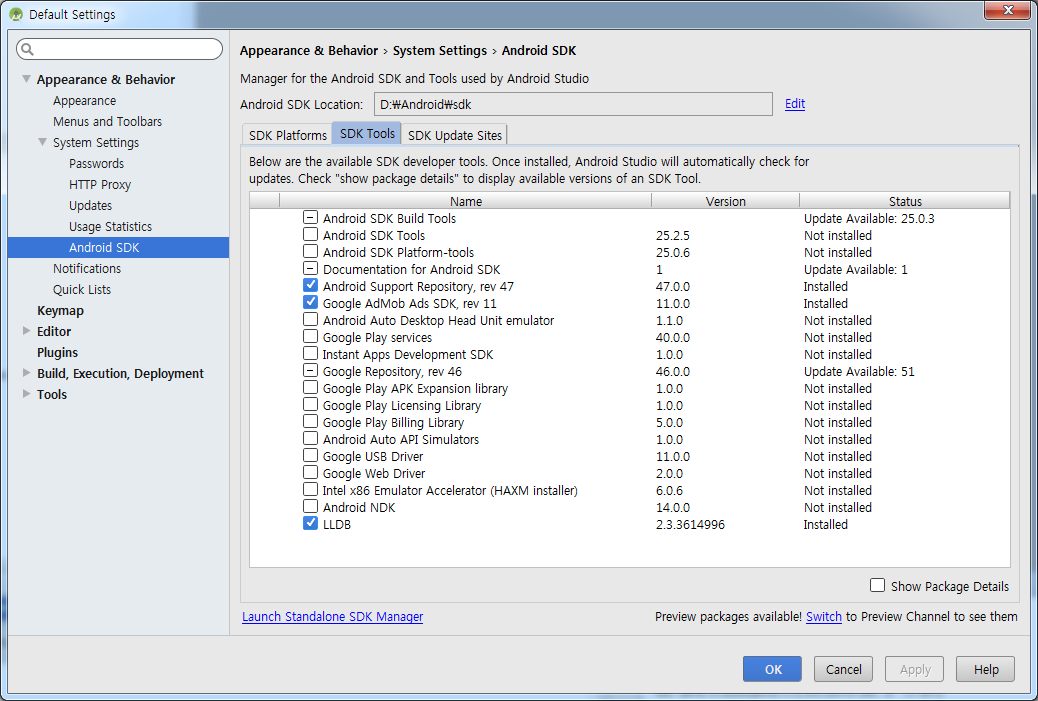 Default Settings
Appearance & Behavior
Appearance
Menus and Toolbars
System Settings
Passwords
HTTP Proxy
Updates
Usage Statistics
Android SDK
Notifications
Quick Lists
Keymap
Editor
Plugins
Build, Execution, Deployment
Tools
Appearance & Behavior › System Settings › Android SDK
Manager for the Android SDK and Tools used by Android Studio
Android SDK Location: D:₩Android₩sdk Edit
SDK Platforms SDK Tools SDK Update Sites
Below are the available SDK developer tools. Once installed, Android Studio will automatically check for
updates. Check "show package details" to display available versions of an SDK Tool.
Name Version Status
Android SDK Build Tools Update Available: 25.0.3
Android SDK Tools 25.2.5 Not installed
Android SDK Platform-tools 25.0.6 Not installed
Documentation for Android SDK 1 Update Available: 1
Android Support Repository, rev 47 47.0.0 Installed
Google AdMob Ads SDK, rev 11 11.0.0 Installed
Android Auto Desktop Head Unit emulator 1.1.0 Not installed
Google Play services 40.0.0 Not installed
Instant Apps Development SDK 1.0.0 Not installed
Google Repository, rev 46 46.0.0 Update Available: 51
Google Play APK Expansion library 1.0.0 Not installed
Google Play Licensing Library 1.0.0 Not installed
Google Play Billing Library 5.0.0 Not installed
Android Auto API Simulators 1.0.0 Not installed
Google USB Driver 11.0.0 Not installed
Google Web Driver 2.0.0 Not installed
Intel x86 Emulator Accelerator (HAXM installer) 6.0.6 Not installed
Android NDK 14.0.0 Not installed
LLDB 2.3.3614996 Installed
Show Package Details
Launch Standalone SDK Manager Preview packages available! Switch to Preview Channel to see them
OK Cancel Apply Help